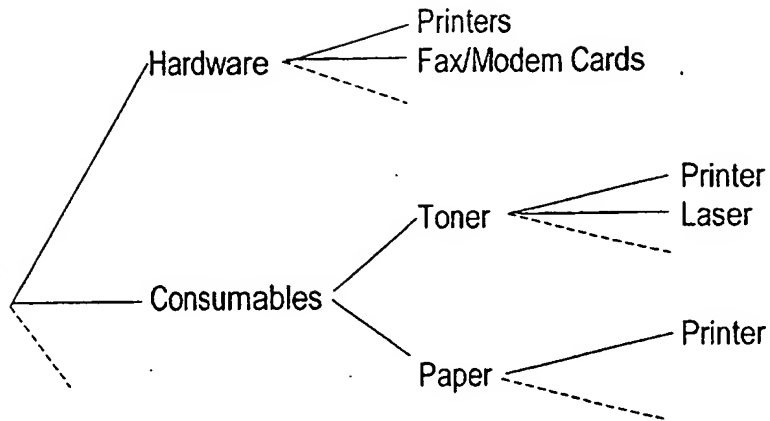 Printers
Hardware
Fax/Modem Cards
Printer
Toner
Laser
Consumables
Printer
Paper